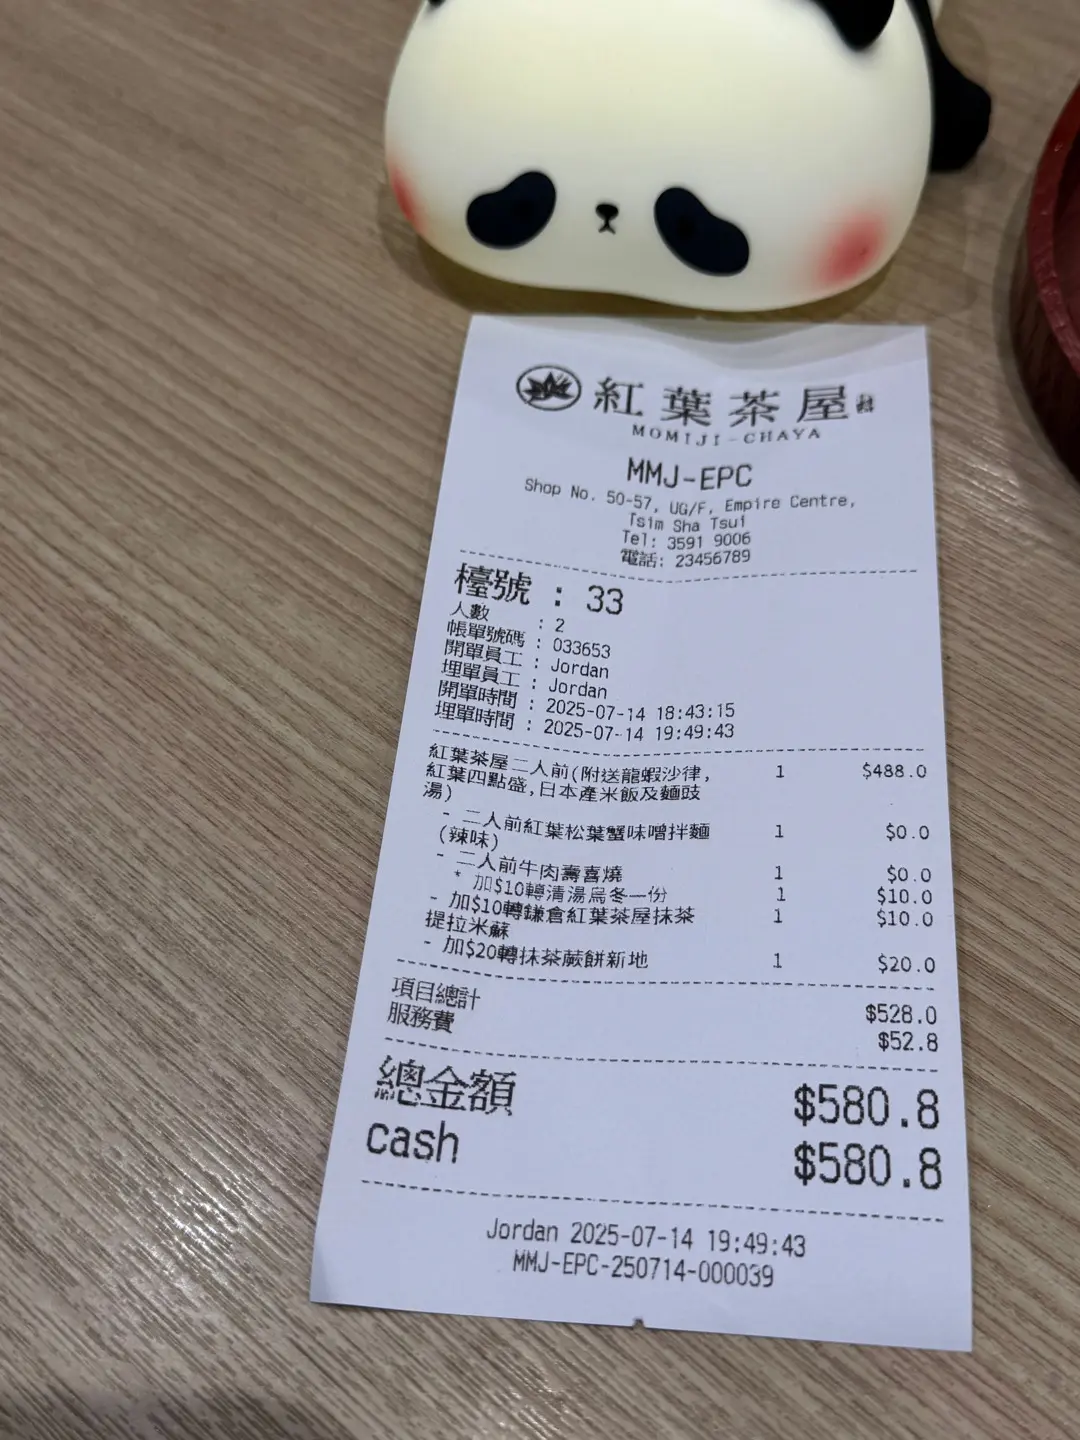 紅葉茶屋
MOMIJI-CHAYA
MMJ-EPC
Shop No. 50-57, UG/F, Empire Centre,
Tsim Sha Tsui
Tel: 3591 9006
電話: 23456789
檯號 : 33
人數 : 2
帳單號碼 : 033653
開單員工 : Jordan
埋單員工 : Jordan
開單時間 : 2025-07-14 18:43:15
埋單時間 : 2025-07-14 19:49:43
紅葉茶屋二人前(附送龍蝦沙律, 1 $488.0
紅葉四點盛,日本產米飯及麵豉
湯)
- 二人前紅葉松葉蟹味噌拌麵 1 $0.0
(辣味)
- 二人前牛肉壽喜燒 1 $0.0
* 加$10轉清湯烏冬一份 1 $10.0
- 加$10轉鎌倉紅葉茶屋抹茶 1 $10.0
提拉米蘇
- 加$20轉抹茶蕨餅新地 1 $20.0
項目總計 $528.0
服務費 $52.8
總金額 $580.8
cash $580.8
Jordan 2025-07-14 19:49:43
MMJ-EPC-250714-000039